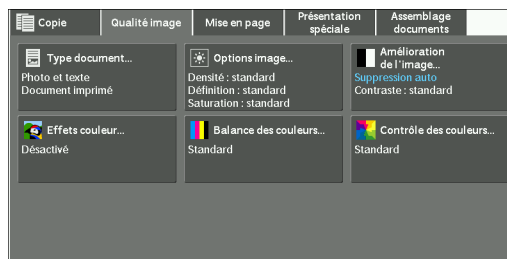 Copie
Qualité image
Mise en page
Présentation
spéciale
Assemblage
documents
Type document...
Photo et texte
Document imprimé
Options image...
Densité : standard
Définition : standard
Saturation : standard
Amélioration
de l'image...
Suppression auto
Contraste : standard
Effets couleur...
Désactivé
Balance des couleurs...
Standard
Contrôle des couleurs...
Standard